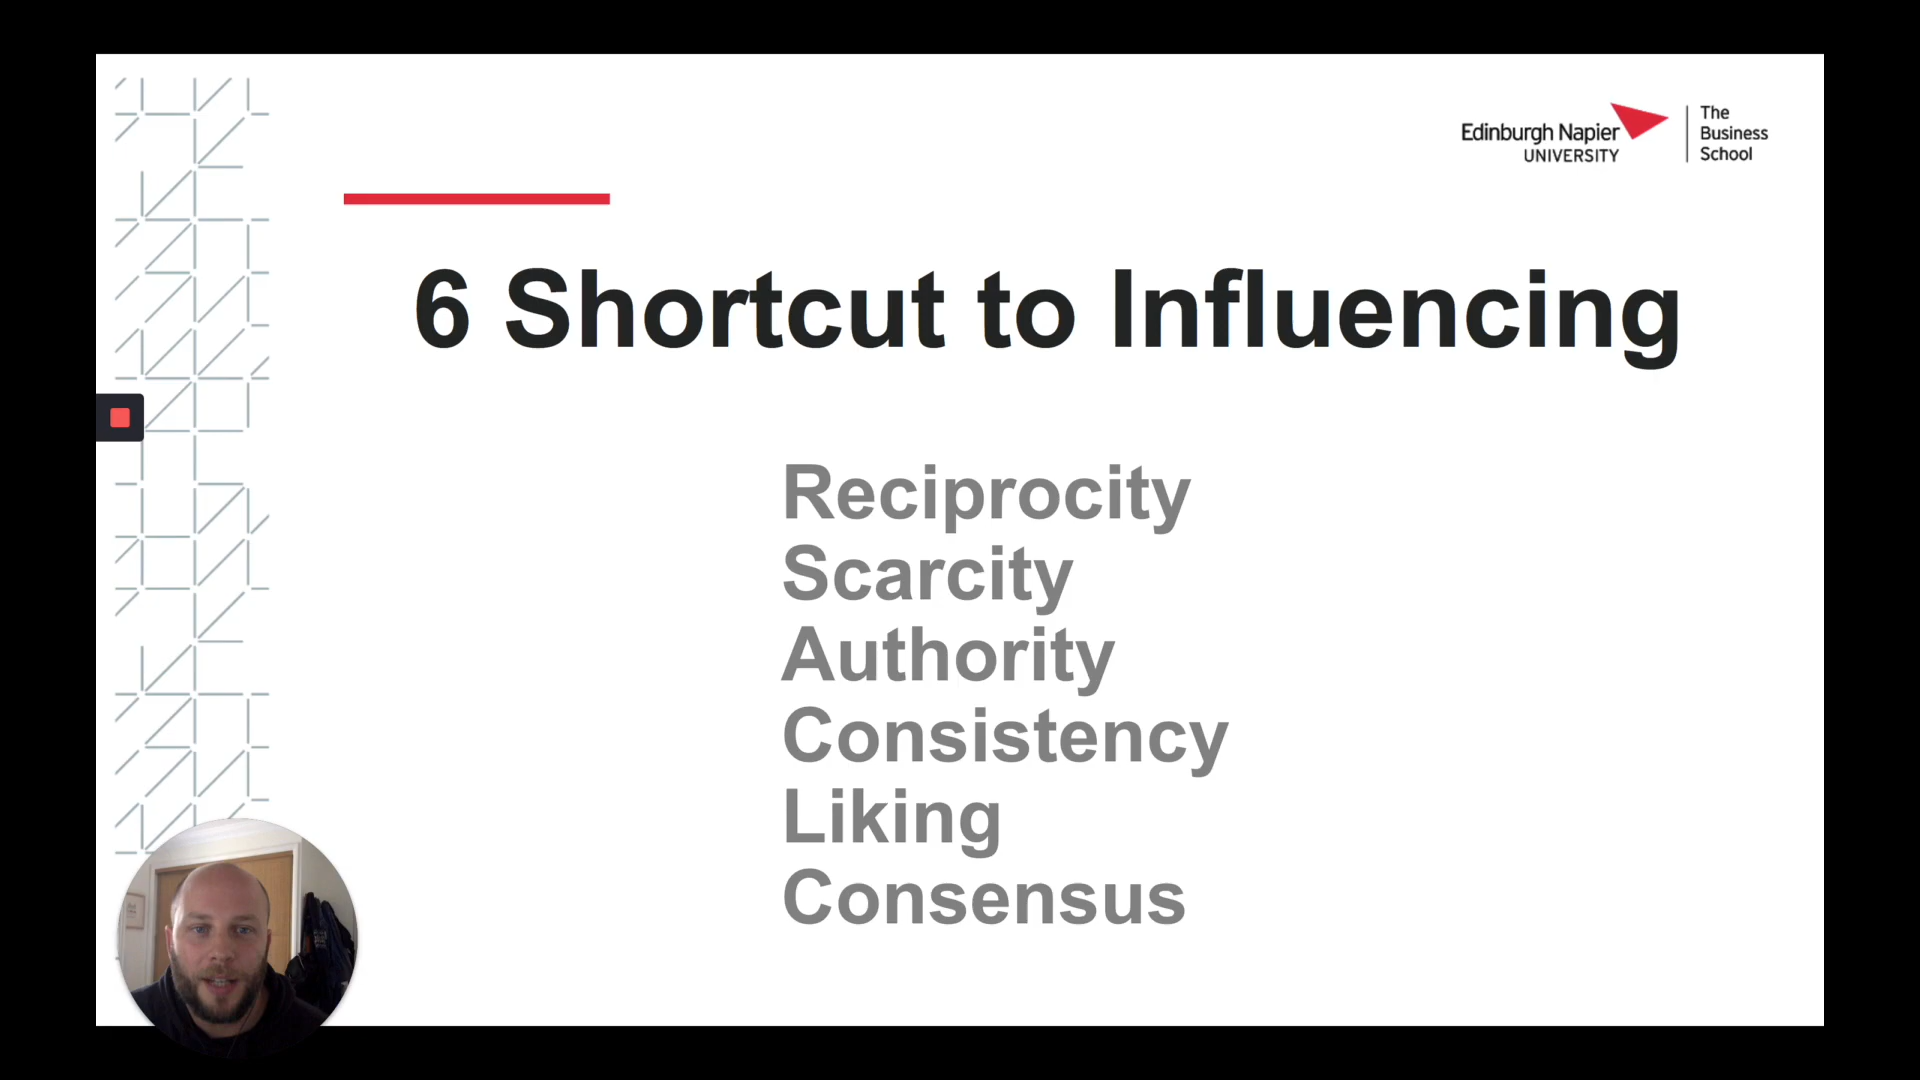 Edinburgh Napier
UNIVERSITY
The
Business
School
6 Shortcut to Influencing
Reciprocity
Scarcity
Authority
Consistency
Liking
Consensus